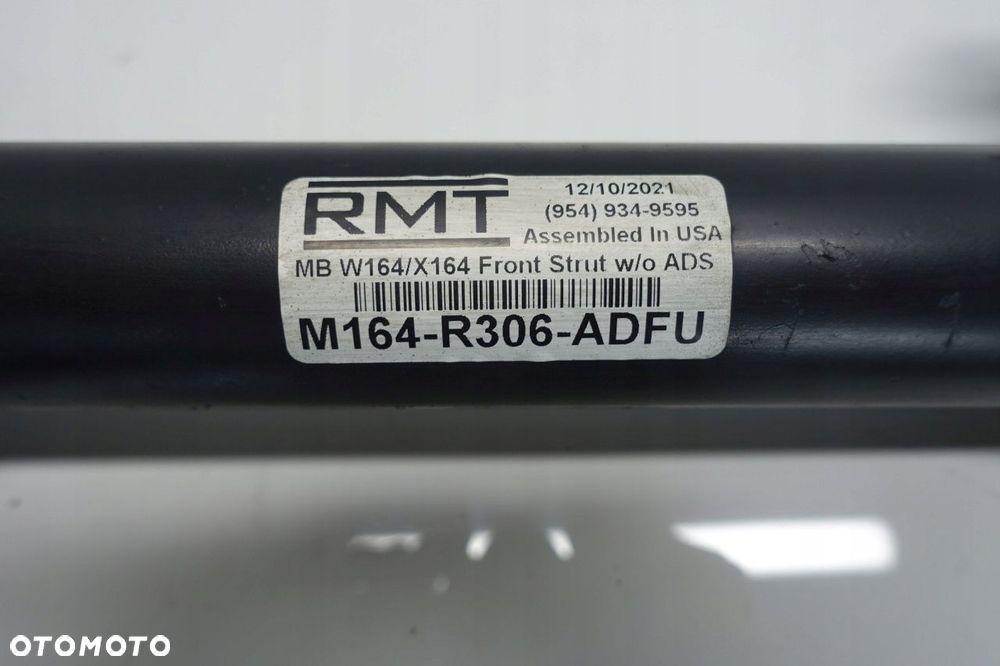 RMT
12/10/2021
(954) 934-9595
Assembled In USA
MB W164/X164 Front Strut w/o ADS
M164-R306-ADFU
OTOMOTO